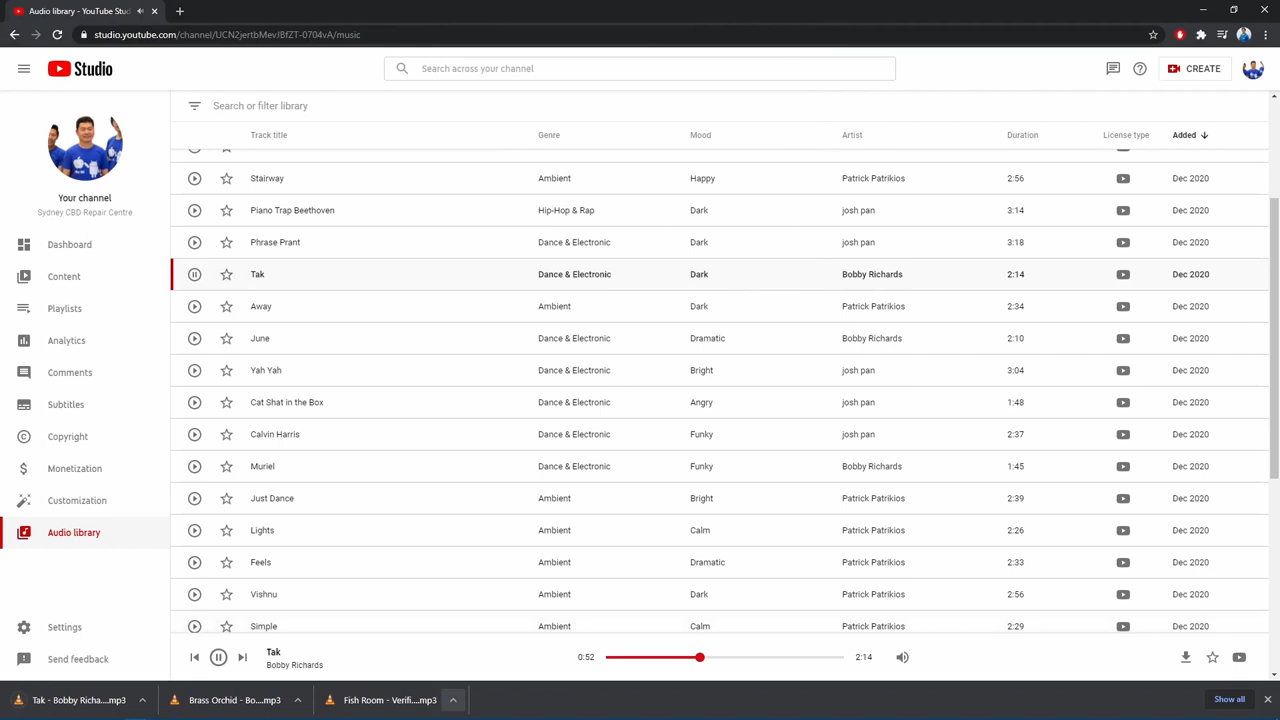 Audio library - YouTube Stud
studio.youtube.com/channel/UCN2jertbMevJ8fZT-0704vA/music
Studio
Search across your channel
CREATE
Your channel
Sydney CBD Repair Centre
Dashboard
Content
Playlists
Analytics
Comments
Subtitles
Copyright
Monetization
Customization
Audio library
Settings
Send feedback
Search or filter library
Track title Genre Mood Artist Duration License type Added
Stairway Ambient Happy Patrick Patrikios 2:56 Dec 2020
Piano Trap Beethoven Hip-Hop & Rap Dark josh pan 3:14 Dec 2020
Phrase Prant Dance & Electronic Dark josh pan 3:18 Dec 2020
Tak Dance & Electronic Dark Bobby Richards 2:14 Dec 2020
Away Ambient Dark Patrick Patrikios 2:34 Dec 2020
June Dance & Electronic Dramatic Bobby Richards 2:10 Dec 2020
Yah Yah Dance & Electronic Bright josh pan 3:04 Dec 2020
Cat Shat in the Box Dance & Electronic Angry josh pan 1:48 Dec 2020
Calvin Harris Dance & Electronic Funky josh pan 2:37 Dec 2020
Muriel Dance & Electronic Funky Bobby Richards 1:45 Dec 2020
Just Dance Ambient Bright Patrick Patrikios 2:39 Dec 2020
Lights Ambient Calm Patrick Patrikios 2:26 Dec 2020
Feels Ambient Dramatic Patrick Patrikios 2:33 Dec 2020
Vishnu Ambient Dark Patrick Patrikios 2:56 Dec 2020
Simple Ambient Calm Patrick Patrikios 2:29 Dec 2020
Tak
Bobby Richards
0:52 2:14
Tak - Bobby Richa....mp3 Brass Orchid - Bo....mp3 Fish Room - Verifi....mp3 Show all